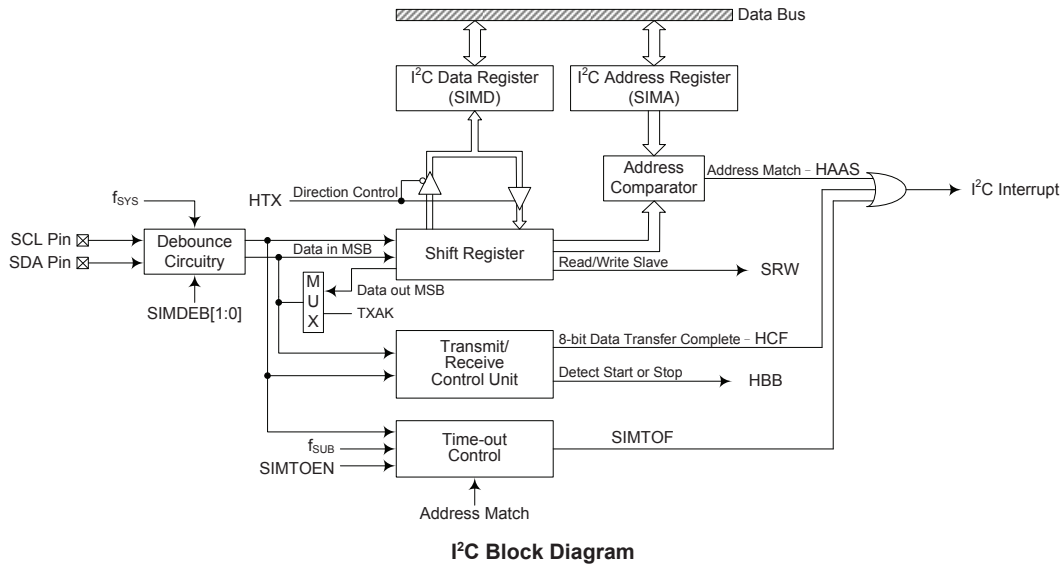 Data Bus
I²C Data Register
(SIMD)
I²C Address Register
(SIMA)
Address
Comparator
Address Match - HAAS
I²C Interrupt
HTX
Direction Control
fSYS
SCL Pin
SDA Pin
Debounce
Circuitry
SIMDEB[1:0]
Data in MSB
Shift Register
Read/Write Slave
SRW
M
U
X
Data out MSB
TXAK
Transmit/
Receive
Control Unit
8-bit Data Transfer Complete - HCF
Detect Start or Stop
HBB
fSUB
SIMTOEN
Time-out
Control
SIMTOF
Address Match
I²C Block Diagram